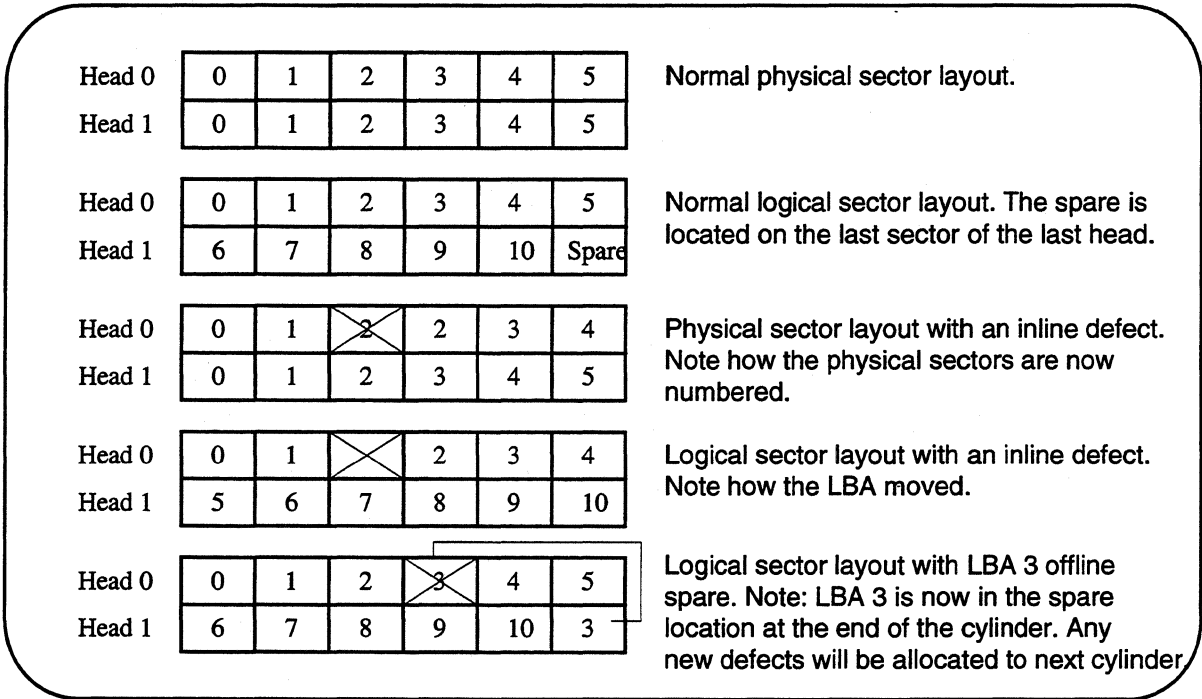 Head 0 0 1 2 3 4 5 Normal physical sector layout.
Head 1 0 1 2 3 4 5
Head 0 0 1 2 3 4 5 Normal logical sector layout. The spare is
Head 1 6 7 8 9 10 Spare located on the last sector of the last head.
Head 0 0 1 2 2 3 4 Physical sector layout with an inline defect.
Head 1 0 1 2 3 4 5 Note how the physical sectors are now
numbered.
Head 0 0 1 2 3 4 Logical sector layout with an inline defect.
Head 1 5 6 7 8 9 10 Note how the LBA moved.
Head 0 0 1 2 3 4 5 Logical sector layout with LBA 3 offline
Head 1 6 7 8 9 10 3 spare. Note: LBA 3 is now in the spare
location at the end of the cylinder. Any
new defects will be allocated to next cylinder.